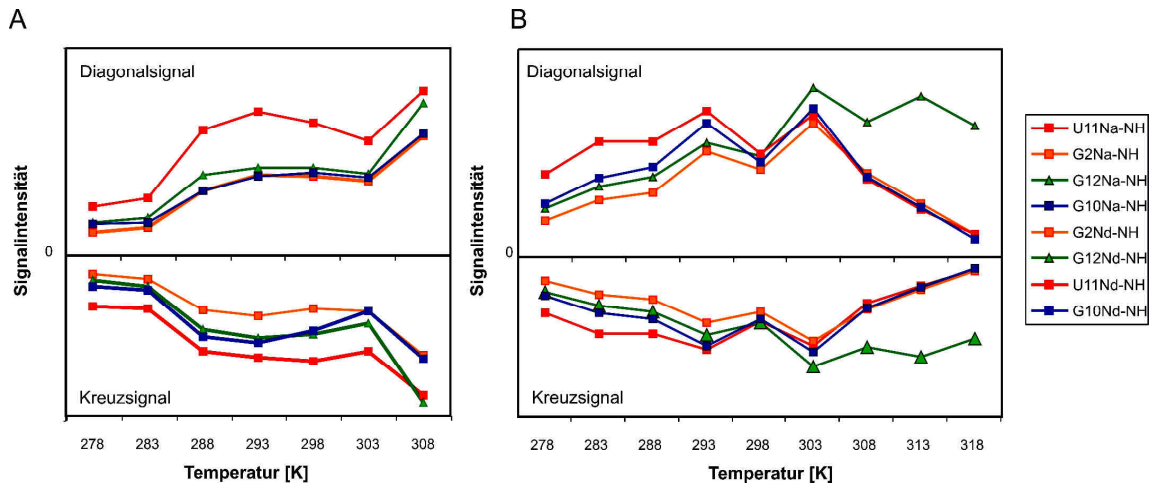 A
Diagonalsignal
Signalintensität
0
Kreuzsignal
278 283 288 293 298 303 308
Temperatur [K]
B
Diagonalsignal
Signalintensität
0
Kreuzsignal
278 283 288 293 298 303 308 313 318
Temperatur [K]
U11Na-NH
G2Na-NH
G12Na-NH
G10Na-NH
G2Nd-NH
G12Nd-NH
U11Nd-NH
G10Nd-NH